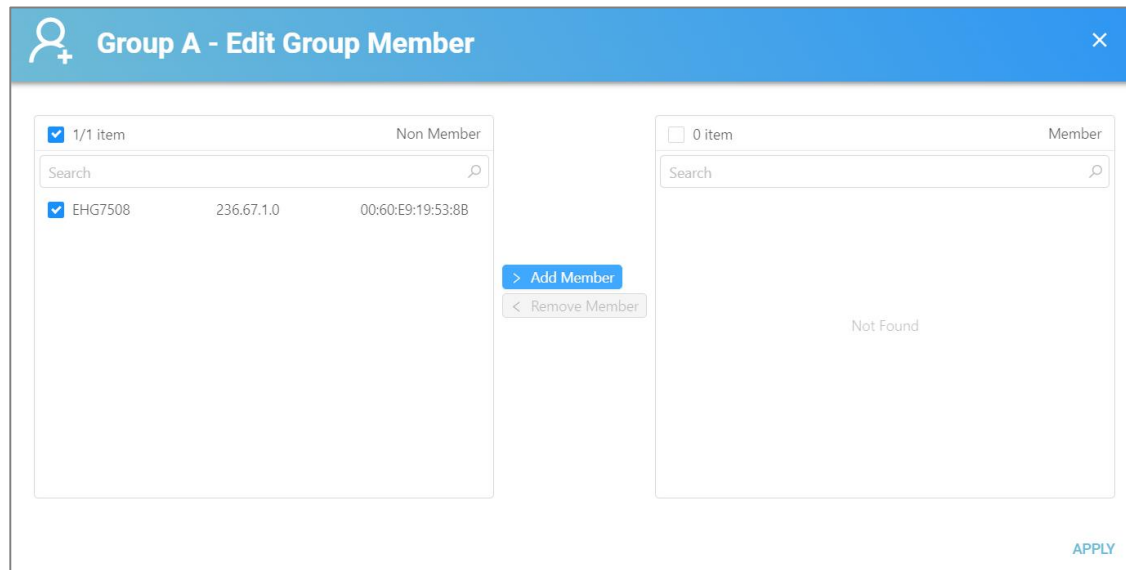 Group A - Edit Group Member
1/1 item Non Member
Search
EHG7508 236.67.1.0 00:60:E9:19:53:8B
> Add Member
< Remove Member
0 item Member
Search
Not Found
APPLY